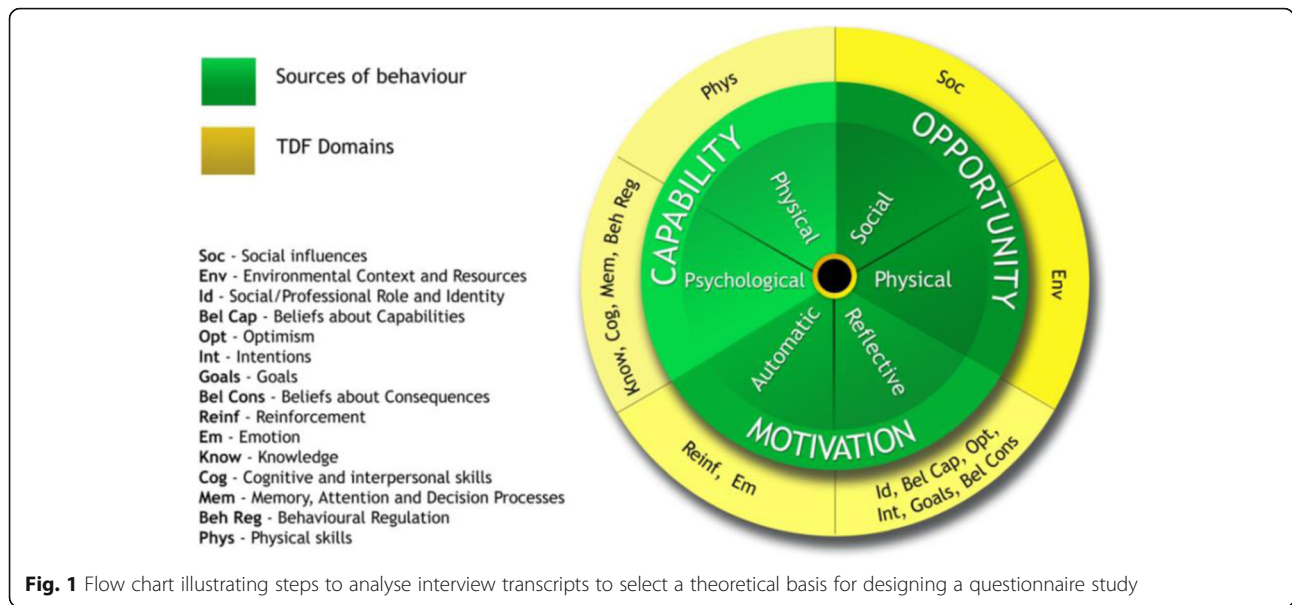 Sources of behaviour
TDF Domains
Soc - Social influences
Env - Environmental Context and Resources
Id - Social/Professional Role and Identity
Bel Cap - Beliefs about Capabilities
Opt - Optimism
Int - Intentions
Goals - Goals
Bel Cons - Beliefs about Consequences
Reinf - Reinforcement
Em - Emotion
Know - Knowledge
Cog - Cognitive and interpersonal skills
Mem - Memory, Attention and Decision Processes
Beh Reg - Behavioural Regulation
Phys - Physical skills
Phys
Soc
Env
Id, Bel Cap, Opt,
Int, Goals, Bel Cons
Reinf, Em
Know, Cog, Mem, Beh Reg
CAPABILITY
OPPORTUNITY
MOTIVATION
Physical
Social
Physical
Reflective
Automatic
Psychological
Fig. 1 Flow chart illustrating steps to analyse interview transcripts to select a theoretical basis for designing a questionnaire study